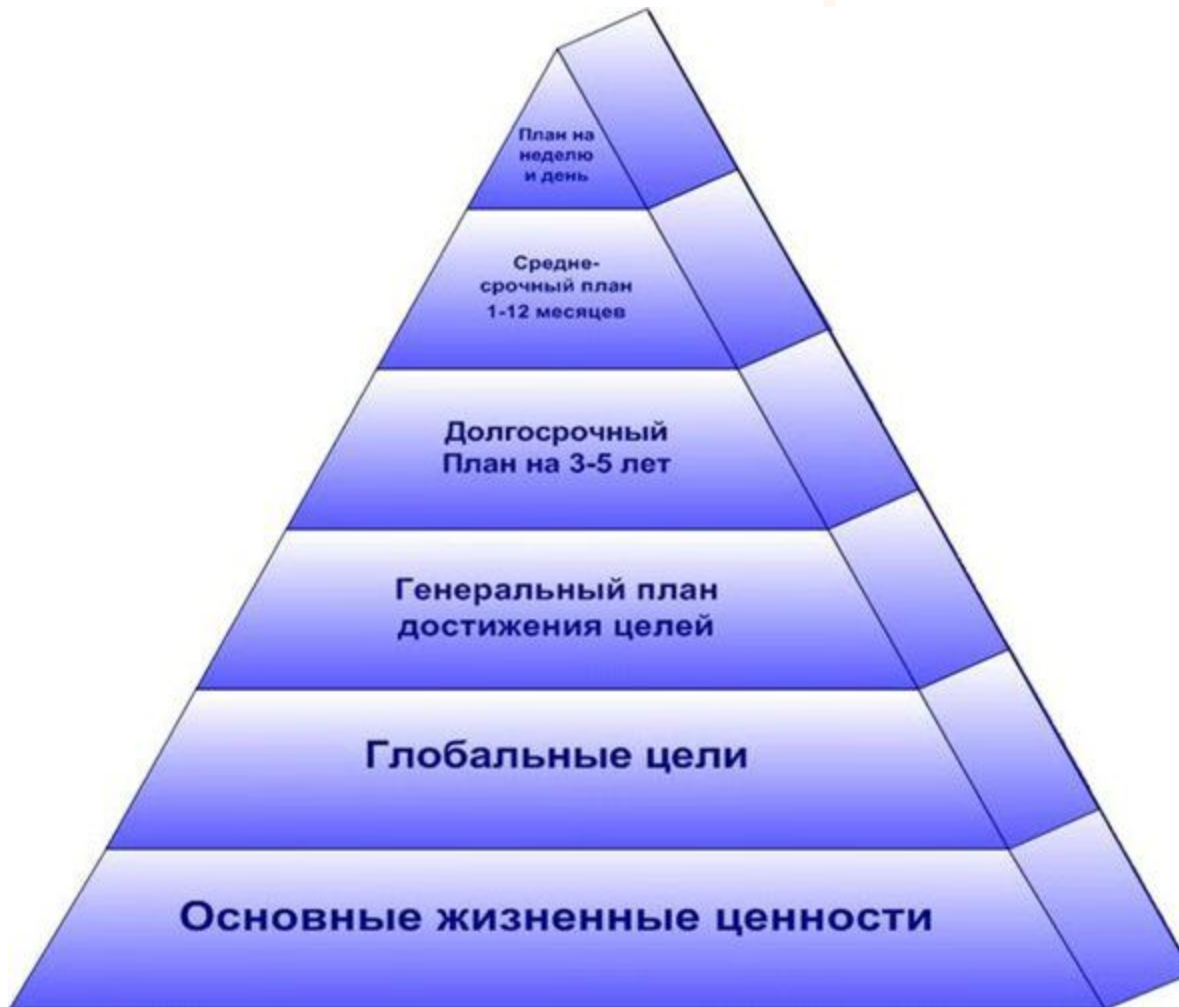 План на
неделю
и день
Средне-
срочный план
1-12 месяцев
Долгосрочный
План на 3-5 лет
Генеральный план
достижения целей
Глобальные цели
Основные жизненные ценности